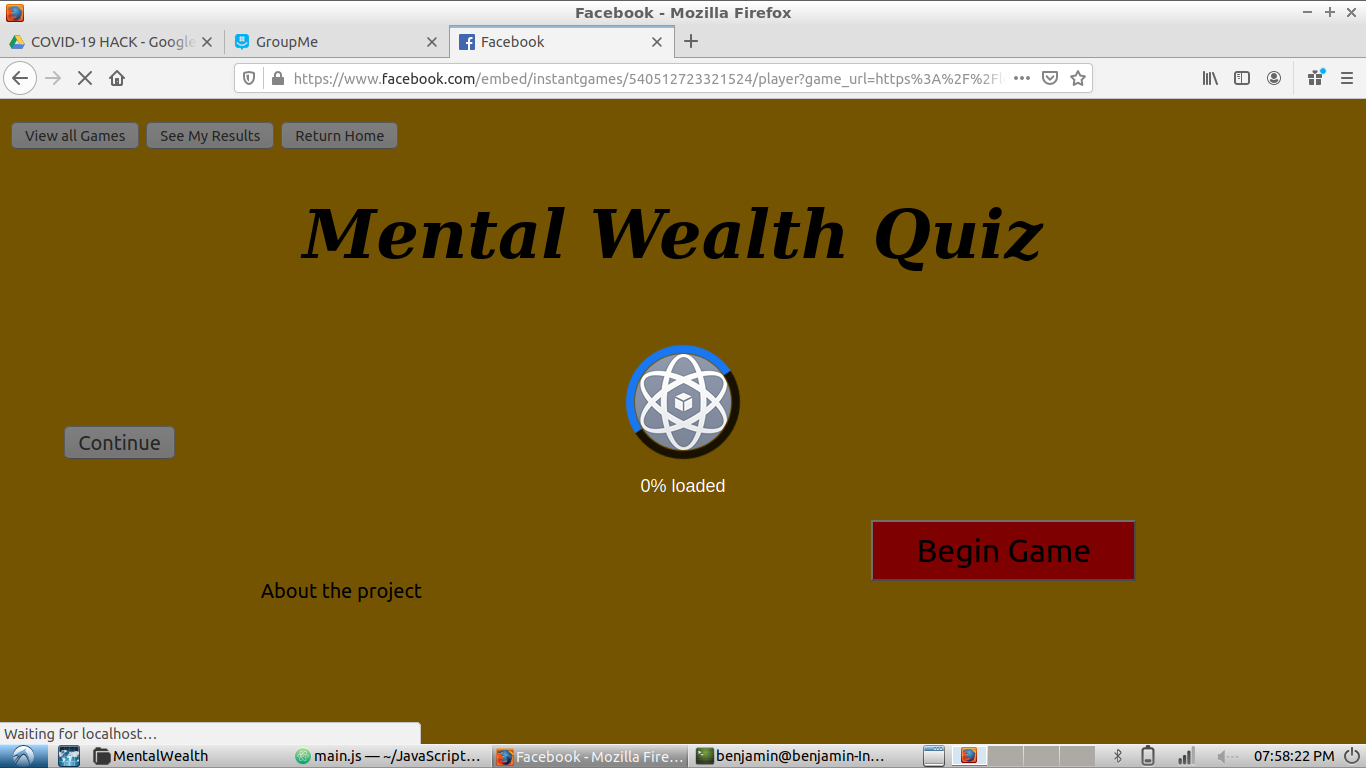 Facebook - Mozilla Firefox
COVID-19 HACK - Google
GroupMe
Facebook
https://www.facebook.com/embed/instantgames/540512723321524/player?game_url=https%3A%2F%2Fl
View all Games
See My Results
Return Home
Mental Wealth Quiz
Continue
0% loaded
Begin Game
About the project
Waiting for localhost…
MentalWealth
main.js — ~/JavaScript...
Facebook - Mozilla Fire...
benjamin@benjamin-In...
07:58:22 PM